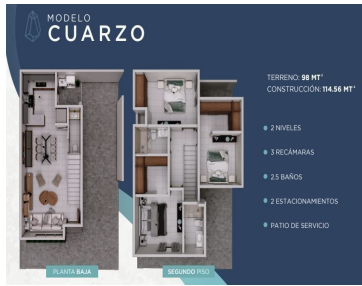 MODELO
CUARZO
TERRENO: 98 MT²
CONSTRUCCIÓN: 114.56 MT²
2 NIVELES
3 RECÁMARAS
2.5 BAÑOS
2 ESTACIONAMIENTOS
PATIO DE SERVICIO
PLANTA BAJA
SEGUNDO PISO